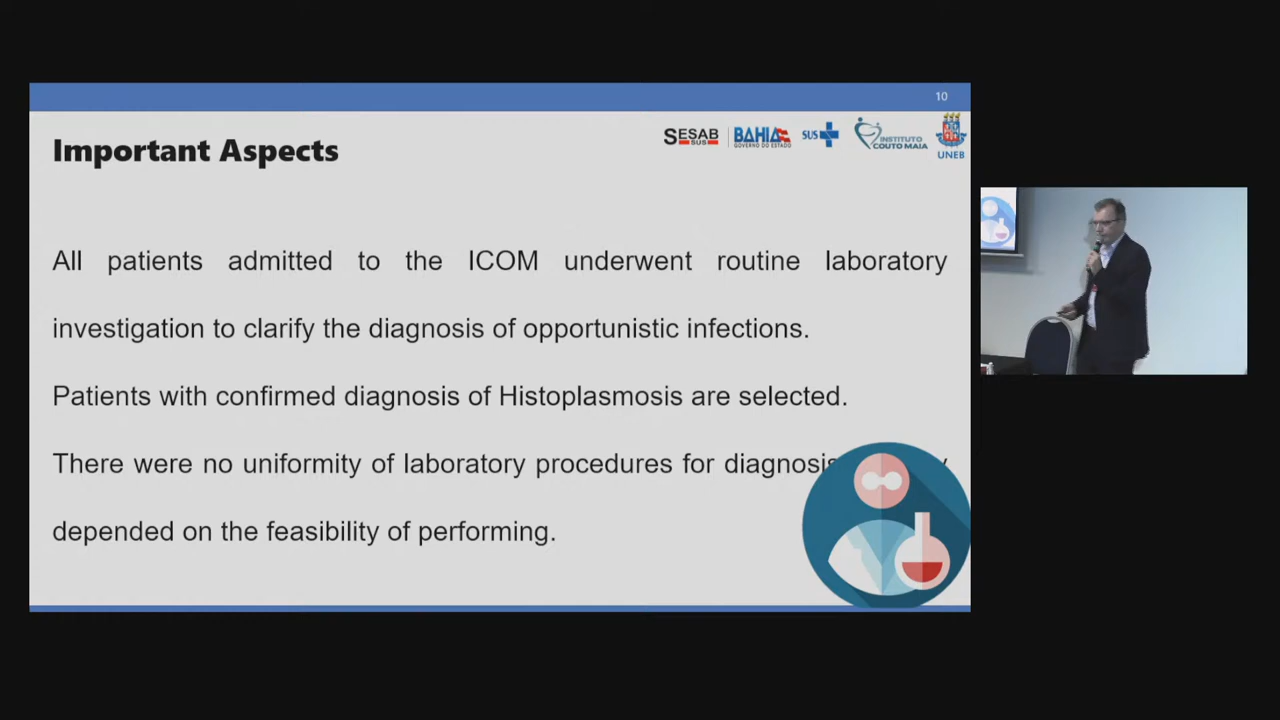 10
Important Aspects
SESAB
SUS
BAHIA
GOVERNO DO ESTADO
SUS
INSTITUTO
COUTO MAIA
UNEB
All patients admitted to the ICOM underwent routine laboratory
investigation to clarify the diagnosis of opportunistic infections.
Patients with confirmed diagnosis of Histoplasmosis are selected.
There were no uniformity of laboratory procedures for diagnosis
depended on the feasibility of performing.